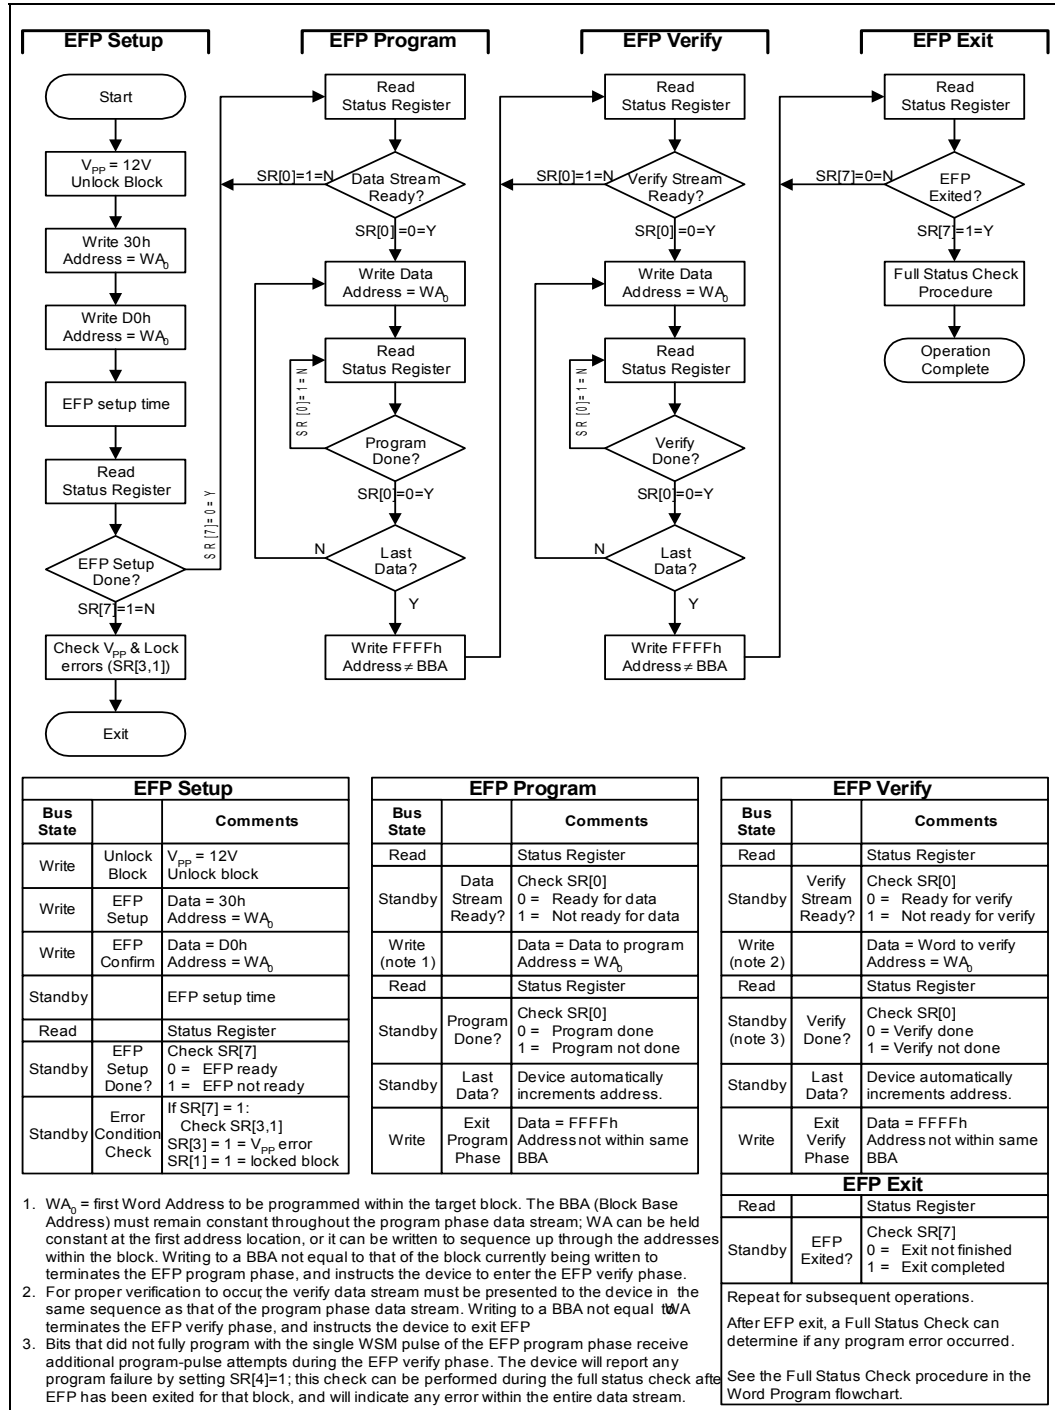 EFP Setup
EFP Program
EFP Verify
EFP Exit
Start
VPP = 12V
Unlock Block
Write 30h
Address = WA0
Write D0h
Address = WA0
EFP setup time
Read
Status Register
EFP Setup
Done?
SR[7]=0=Y
SR[7]=1=N
Check VPP & Lock
errors (SR[3,1])
Exit
Read
Status Register
SR[0]=1=N
Data Stream
Ready?
SR[0] =0=Y
Write Data
Address = WA0
Read
Status Register
SR[0]=1=N
Program
Done?
SR[0]=0=Y
N
Last
Data?
Y
Write FFFFh
Address ≠ BBA
Read
Status Register
SR[0]=1=N
Verify Stream
Ready?
SR[0] =0=Y
Write Data
Address = WA0
Read
Status Register
SR[0]=1=N
Verify
Done?
SR[0]=0=Y
N
Last
Data?
Y
Write FFFFh
Address ≠ BBA
Read
Status Register
SR[7]=0=N
EFP
Exited?
SR[7]=1=Y
Full Status Check
Procedure
Operation
Complete
EFP Setup
Bus
State
Comments
Write
Unlock
Block
VPP = 12V
Unlock block
Write
EFP
Setup
Data = 30h
Address = WA0
Write
EFP
Confirm
Data = D0h
Address = WA0
Standby
EFP setup time
Read
Status Register
Standby
EFP
Setup
Done?
Check SR[7]
0 = EFP ready
1 = EFP not ready
Standby
Error
Condition
Check
If SR[7] = 1:
Check SR[3,1]
SR[3] = 1 = VPP error
SR[1] = 1 = locked block
EFP Program
Bus
State
Comments
Read
Status Register
Standby
Data
Stream
Ready?
Check SR[0]
0 = Ready for data
1 = Not ready for data
Write
(note 1)
Data = Data to program
Address = WA0
Read
Status Register
Standby
Program
Done?
Check SR[0]
0 = Program done
1 = Program not done
Standby
Last
Data?
Device automatically
increments address.
Write
Exit
Program
Phase
Data = FFFFh
Address not within same
BBA
EFP Verify
Bus
State
Comments
Read
Status Register
Standby
Verify
Stream
Ready?
Check SR[0]
0 = Ready for verify
1 = Not ready for verify
Write
(note 2)
Data = Word to verify
Address = WA0
Read
Status Register
Standby
(note 3)
Verify
Done?
Check SR[0]
0 = Verify done
1 = Verify not done
Standby
Last
Data?
Device automatically
increments address.
Write
Exit
Verify
Phase
Data = FFFFh
Address not within same
BBA
EFP Exit
Read
Status Register
Standby
EFP
Exited?
Check SR[7]
0 = Exit not finished
1 = Exit completed
Repeat for subsequent operations.
After EFP exit, a Full Status Check can
determine if any program error occurred.
See the Full Status Check procedure in the
Word Program flowchart.
1. WA0 = first Word Address to be programmed within the target block. The BBA (Block Base
Address) must remain constant throughout the program phase data stream; WA can be held
constant at the first address location, or it can be written to sequence up through the addresses
within the block. Writing to a BBA not equal to that of the block currently being written to
terminates the EFP program phase, and instructs the device to enter the EFP verify phase.
2. For proper verification to occur, the verify data stream must be presented to the device in the
same sequence as that of the program phase data stream. Writing to a BBA not equal to WA
terminates the EFP verify phase, and instructs the device to exit EFP
3. Bits that did not fully program with the single WSM pulse of the EFP program phase receive
additional program-pulse attempts during the EFP verify phase. The device will report any
program failure by setting SR[4]=1; this check can be performed during the full status check afte
EFP has been exited for that block, and will indicate any error within the entire data stream.